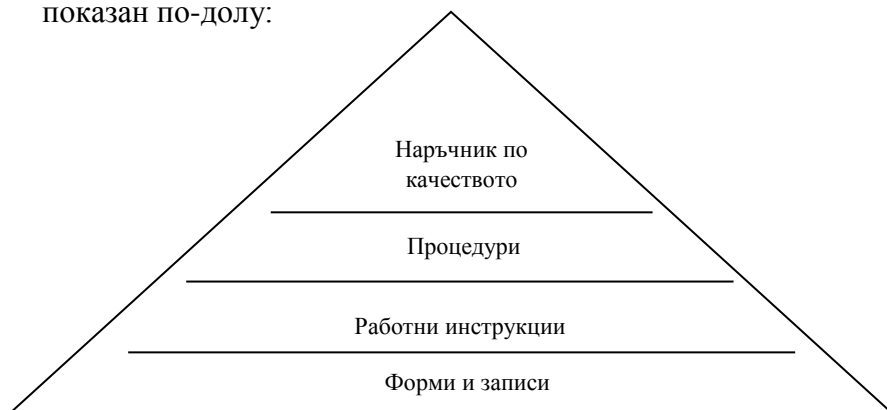 показан по-долу:
Наръчник по
качеството
Процедури
Работни инструкции
Форми и записи